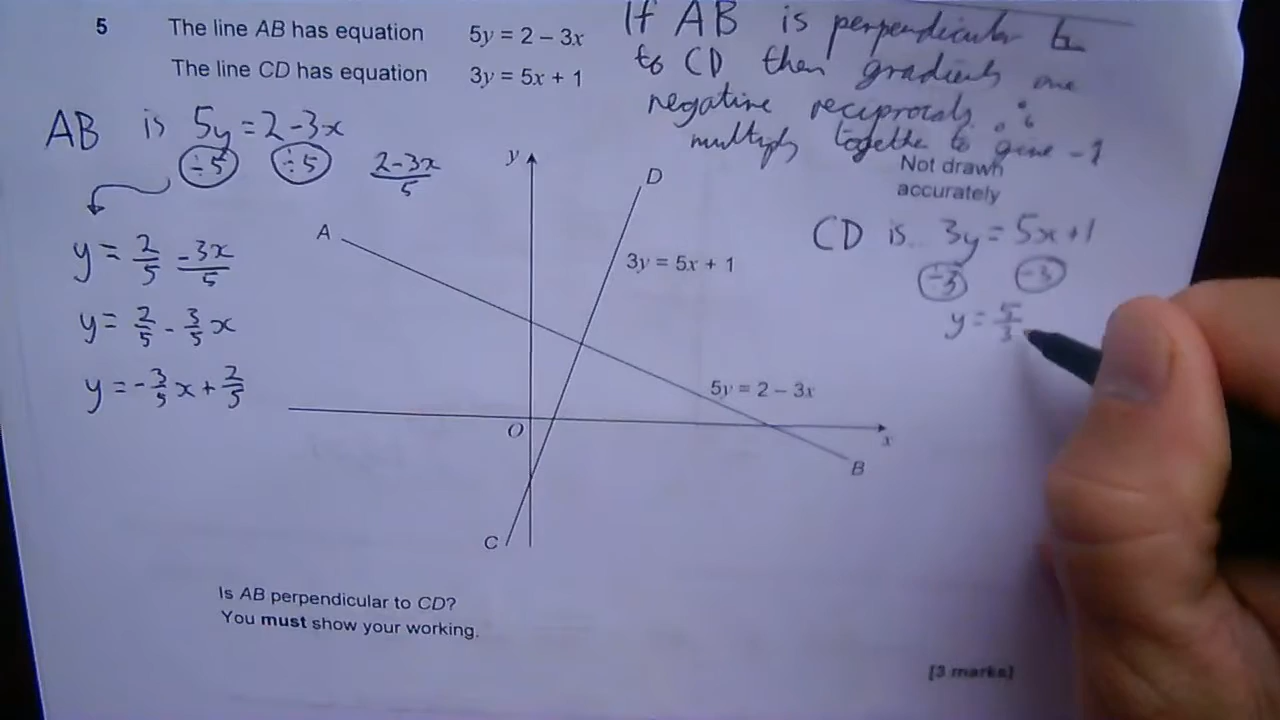 5 The line AB has equation 5y = 2 – 3x
The line CD has equation 3y = 5x + 1
If AB is perpendicular
to CD then gradients are
negative reciprocals ∴
multiply together to give -1
AB is 5y = 2 - 3x
÷5 ÷5 2-3x/5
y = 2/5 -3x/5
y = 2/5 - 3/5 x
y = -3/5 x + 2/5
Not drawn
accurately
CD is 3y = 5x + 1
÷3 ÷3
y = 5/3
y
D
A
3y = 5x + 1
5y = 2 – 3x
O
x
B
C
Is AB perpendicular to CD?
You must show your working.
[3 marks]